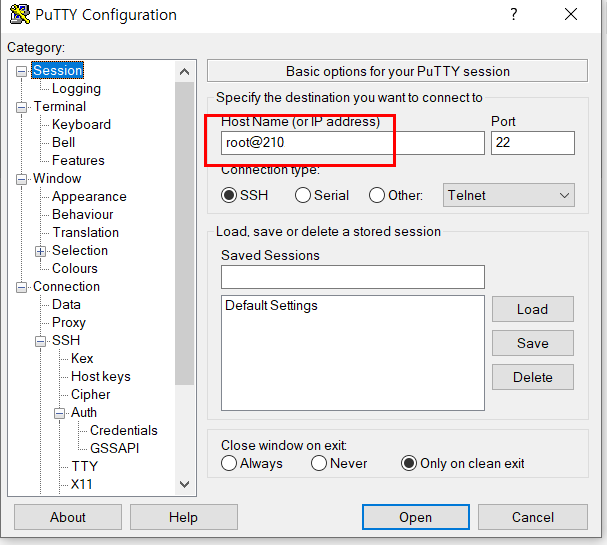 PuTTY Configuration
?
Category:
Session
Logging
Terminal
Keyboard
Bell
Features
Window
Appearance
Behaviour
Translation
Selection
Colours
Connection
Data
Proxy
SSH
Kex
Host keys
Cipher
Auth
Credentials
GSSAPI
TTY
X11
Basic options for your PuTTY session
Specify the destination you want to connect to
Host Name (or IP address) Port
root@210 22
Connection type:
SSH Serial Other: Telnet
Load, save or delete a stored session
Saved Sessions
Default Settings
Load
Save
Delete
Close window on exit:
Always Never Only on clean exit
About Help Open Cancel